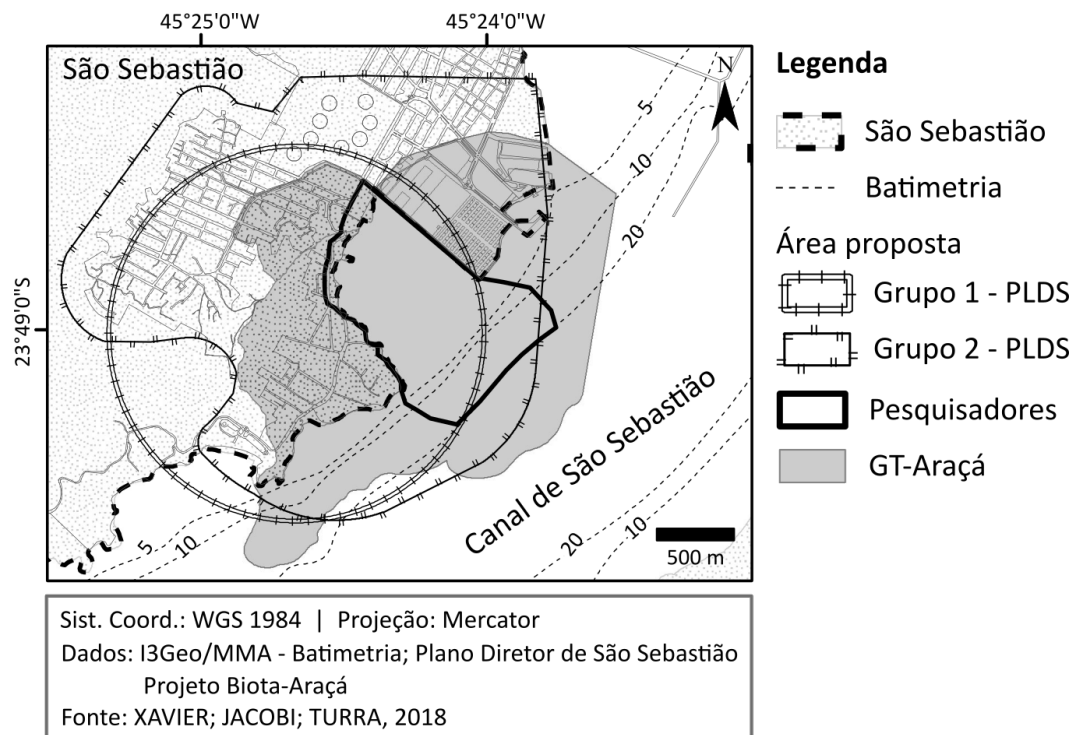 45°25'0"W
45°24'0"W
São Sebastião
N
5
10
20
23°49'0"S
Canal de São Sebastião
5
10
20
10
500 m
Legenda
São Sebastião
Batimetria
Área proposta
Grupo 1 - PLDS
Grupo 2 - PLDS
Pesquisadores
GT-Araçá
Sist. Coord.: WGS 1984 | Projeção: Mercator
Dados: I3Geo/MMA - Batimetria; Plano Diretor de São Sebastião
Projeto Biota-Araçá
Fonte: XAVIER; JACOBI; TURRA, 2018